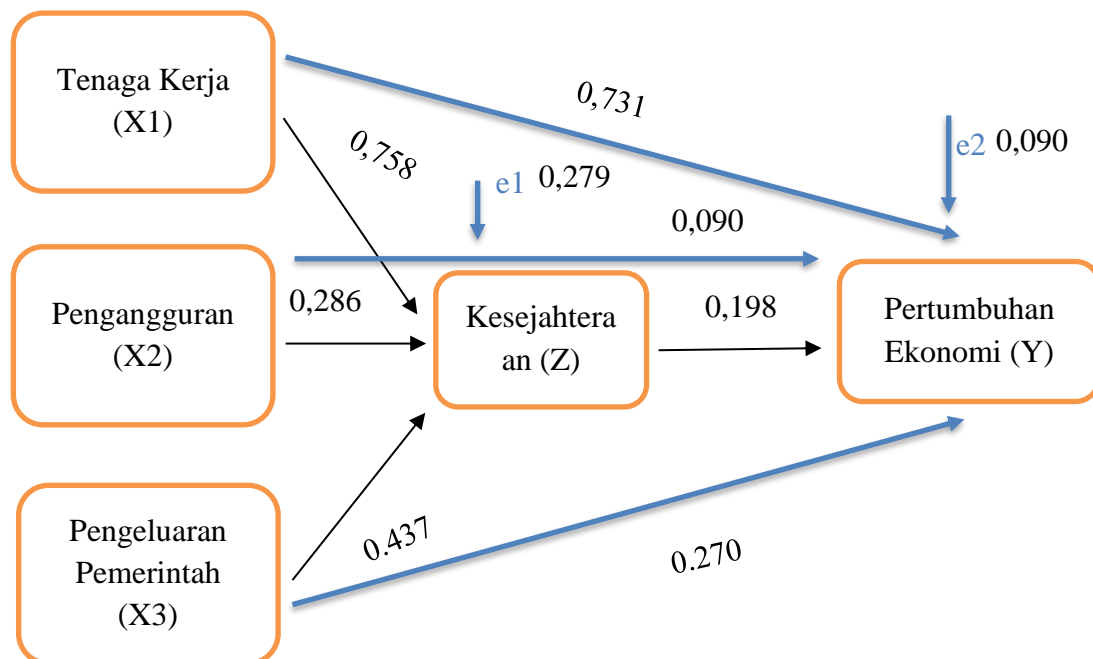 Tenaga Kerja
(X1)
0,731
0,758
e2 0,090
e1 0,279
0,090
Pengangguran
(X2)
0,286
Kesejahtera
an (Z)
0,198
Pertumbuhan
Ekonomi (Y)
Pengeluaran
Pemerintah
(X3)
0.437
0.270